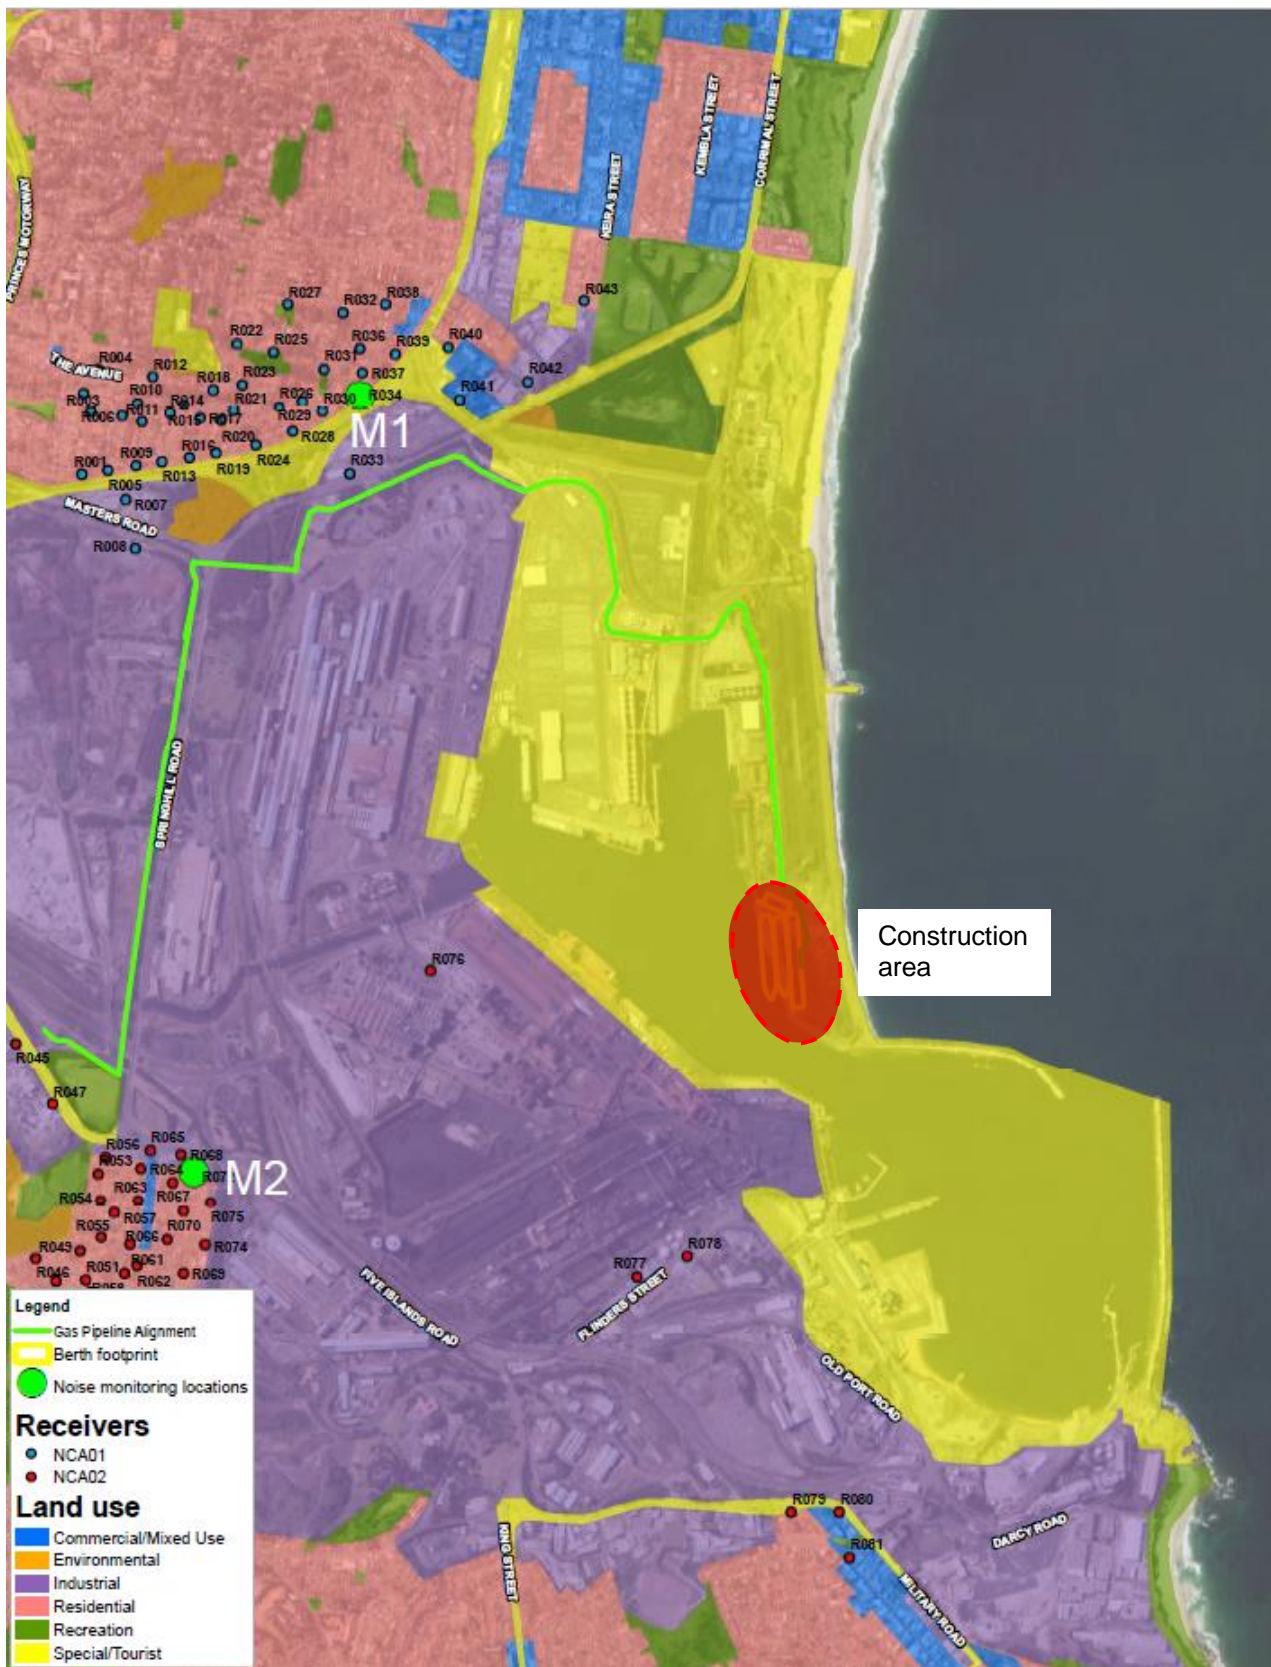 KEMBLA STREET
CORRIMAL STREET
KEIRA STREET
PRINCES MOTORWAY
R027
R032
R038
R043
R022
R025
R036
R039
R040
THE AVENUE
R004
R012
R031
R037
R042
R003
R010
R018
R023
R026
R034
R041
R006
R011
R014
R015
R017
R021
R029
R030
M1
R016
R020
R028
R001
R009
R013
R019
R024
R033
R005
R007
MASTERS ROAD
R008
SPRINGHILL ROAD
Construction
area
R076
R045
R047
R056
R065
R053
R064
R068
M2
R054
R063
R067
R075
R057
R055
R066
R070
R074
R049
R051
R061
R046
R062
R069
R078
R077
FIVE ISLANDS ROAD
FLINDERS STREET
OLD PORT ROAD
Legend
Gas Pipeline Alignment
Berth footprint
Noise monitoring locations
Receivers
NCA01
NCA02
Land use
Commercial/Mixed Use
Environmental
Industrial
Residential
Recreation
Special/Tourist
R079
R080
R081
KING STREET
MILITARY ROAD
DARCY ROAD